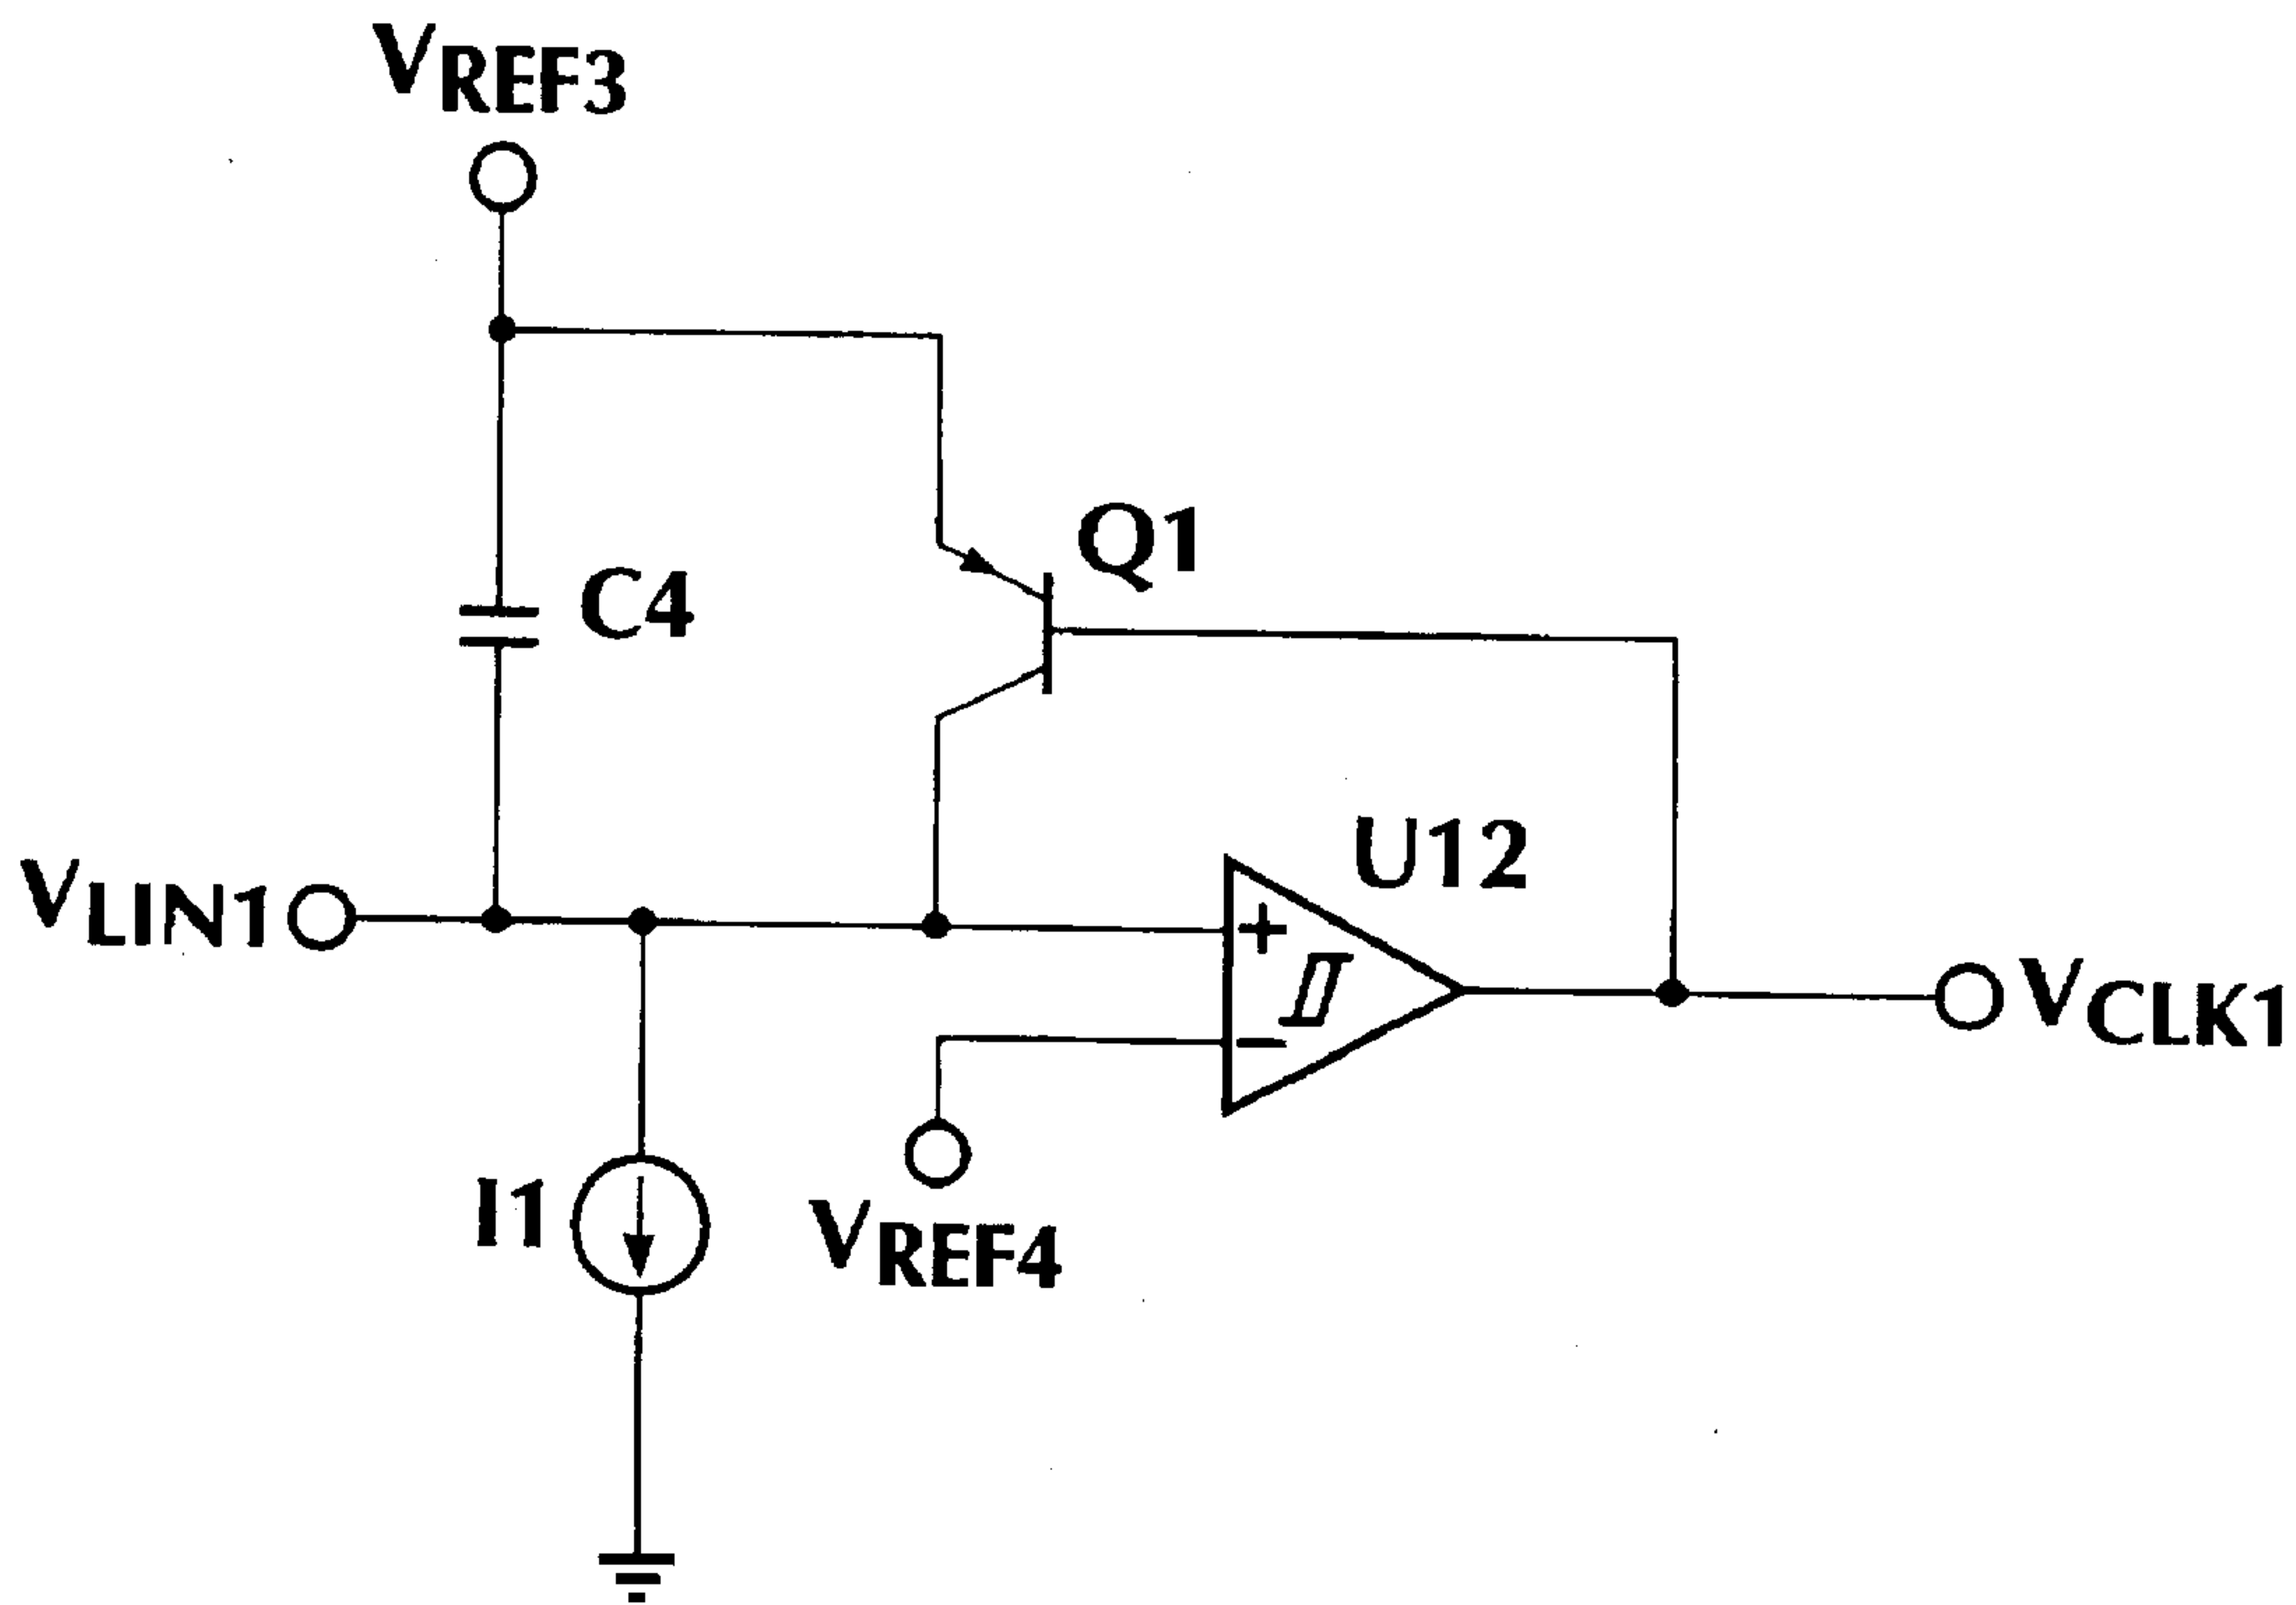 VREF3
Q1
C4
U12
VLIN1
+
−
VCLK1
I1
VREF4